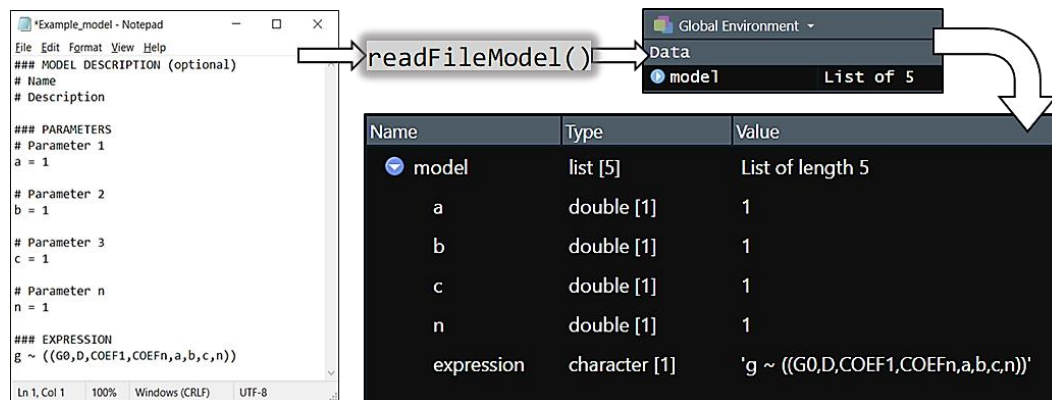 *Example_model - Notepad
File Edit Format View Help
### MODEL DESCRIPTION (optional)
# Name
# Description
### PARAMETERS
# Parameter 1
a = 1
# Parameter 2
b = 1
# Parameter 3
c = 1
# Parameter n
n = 1
### EXPRESSION
g ~ ((G0,D,COEF1,COEFn,a,b,c,n))
Ln 1, Col 1 100% Windows (CRLF) UTF-8
readFileModel()
Global Environment
Data
model List of 5
Name Type Value
model list [5] List of length 5
a double [1] 1
b double [1] 1
c double [1] 1
n double [1] 1
expression character [1] 'g ~ ((G0,D,COEF1,COEFn,a,b,c,n))'